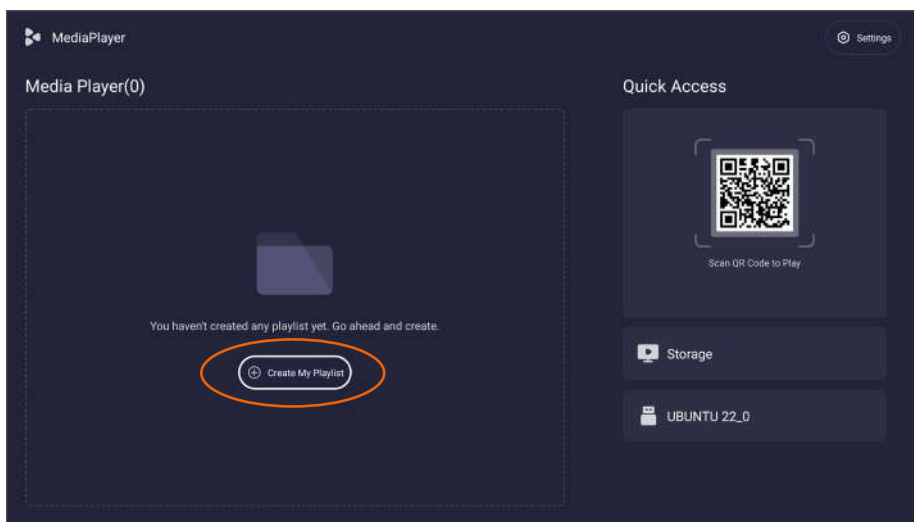 MediaPlayer
Settings
Media Player(0)
Quick Access
Scan QR Code to Play
You haven't created any playlist yet. Go ahead and create.
Create My Playlist
Storage
UBUNTU 22_0